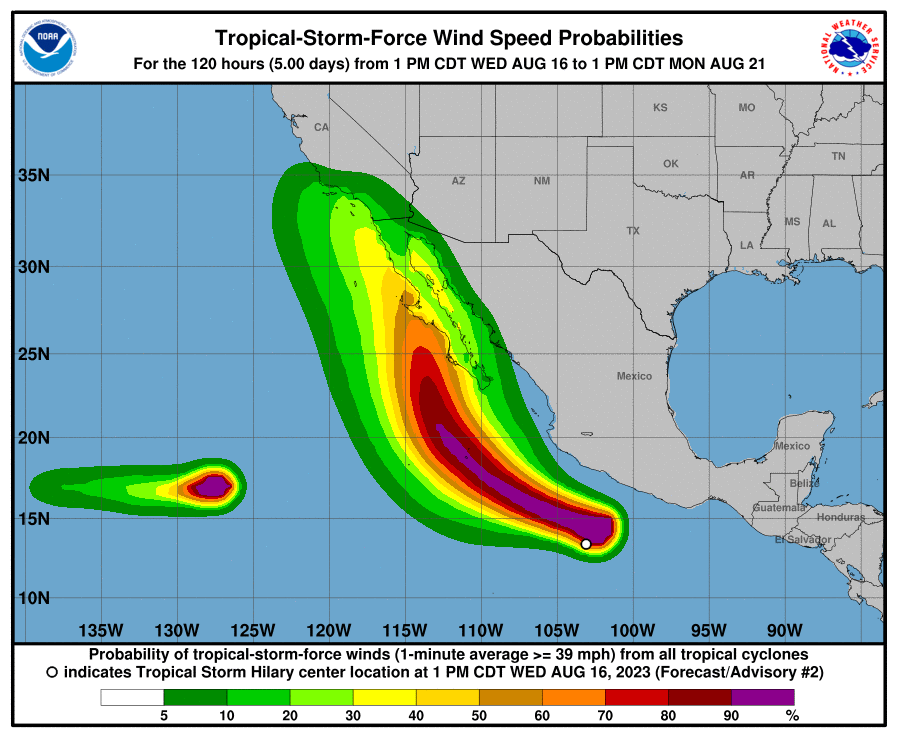 NOAA
Tropical-Storm-Force Wind Speed Probabilities
For the 120 hours (5.00 days) from 1 PM CDT WED AUG 16 to 1 PM CDT MON AUG 21
NATIONAL WEATHER SERVICE
CA
KS
MO
35N
AZ
NM
OK
AR
TN
TX
MS
AL
LA
30N
25N
Mexico
20N
Mexico
Belize
15N
Guatemala
Honduras
El Salvador
10N
135W
130W
125W
120W
115W
110W
105W
100W
95W
90W
Probability of tropical-storm-force winds (1-minute average >= 39 mph) from all tropical cyclones
indicates Tropical Storm Hilary center location at 1 PM CDT WED AUG 16, 2023 (Forecast/Advisory #2)
5 10 20 30 40 50 60 70 80 90 %